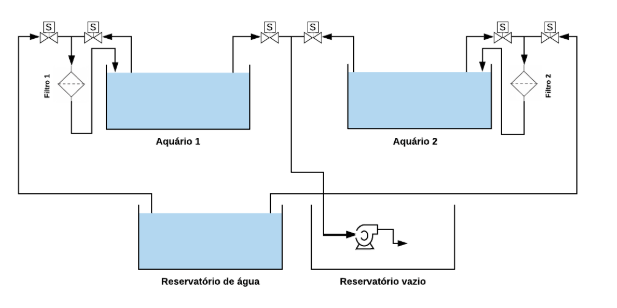 S S S S S S
Filtro 1
Filtro 2
Aquário 1
Aquário 2
Reservatório de água
Reservatório vazio